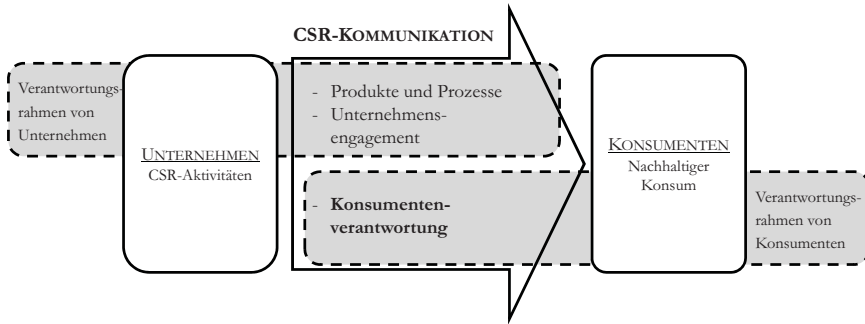 CSR-KOMMUNIKATION
Verantwortungs-
rahmen von
Unternehmen
UNTERNEHMEN
CSR-Aktivitäten
- Produkte und Prozesse
- Unternehmens-
engagement
- Konsumenten-
verantwortung
KONSUMENTEN
Nachhaltiger
Konsum
Verantwortungs-
rahmen von
Konsumenten